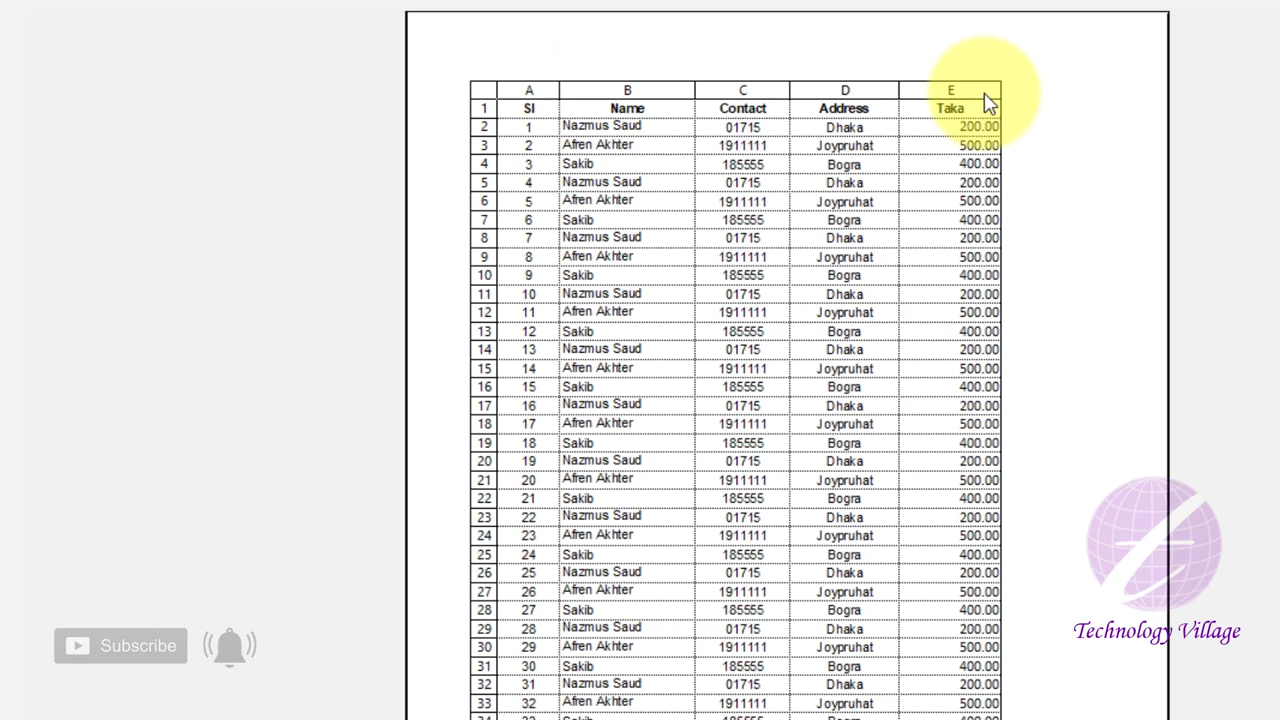 A B C D E
1 Sl Name Contact Address Taka
2 1 Nazmus Saud 01715 Dhaka 200.00
3 2 Afren Akhter 1911111 Joypruhat 500.00
4 3 Sakib 185555 Bogra 400.00
5 4 Nazmus Saud 01715 Dhaka 200.00
6 5 Afren Akhter 1911111 Joypruhat 500.00
7 6 Sakib 185555 Bogra 400.00
8 7 Nazmus Saud 01715 Dhaka 200.00
9 8 Afren Akhter 1911111 Joypruhat 500.00
10 9 Sakib 185555 Bogra 400.00
11 10 Nazmus Saud 01715 Dhaka 200.00
12 11 Afren Akhter 1911111 Joypruhat 500.00
13 12 Sakib 185555 Bogra 400.00
14 13 Nazmus Saud 01715 Dhaka 200.00
15 14 Afren Akhter 1911111 Joypruhat 500.00
16 15 Sakib 185555 Bogra 400.00
17 16 Nazmus Saud 01715 Dhaka 200.00
18 17 Afren Akhter 1911111 Joypruhat 500.00
19 18 Sakib 185555 Bogra 400.00
20 19 Nazmus Saud 01715 Dhaka 200.00
21 20 Afren Akhter 1911111 Joypruhat 500.00
22 21 Sakib 185555 Bogra 400.00
23 22 Nazmus Saud 01715 Dhaka 200.00
24 23 Afren Akhter 1911111 Joypruhat 500.00
25 24 Sakib 185555 Bogra 400.00
26 25 Nazmus Saud 01715 Dhaka 200.00
27 26 Afren Akhter 1911111 Joypruhat 500.00
28 27 Sakib 185555 Bogra 400.00
29 28 Nazmus Saud 01715 Dhaka 200.00
30 29 Afren Akhter 1911111 Joypruhat 500.00
31 30 Sakib 185555 Bogra 400.00
32 31 Nazmus Saud 01715 Dhaka 200.00
33 32 Afren Akhter 1911111 Joypruhat 500.00
Subscribe
Technology Village